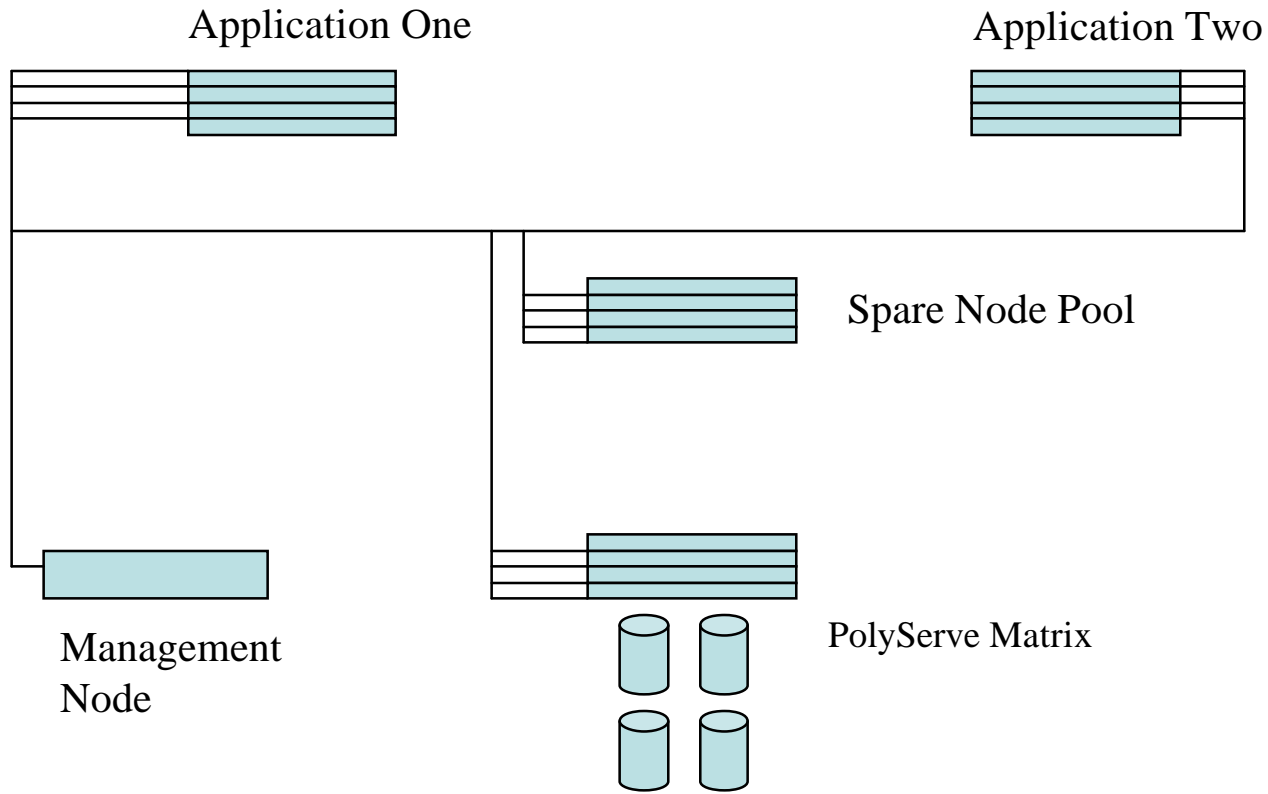 Application One
Application Two
Spare Node Pool
PolyServe Matrix
Management
Node